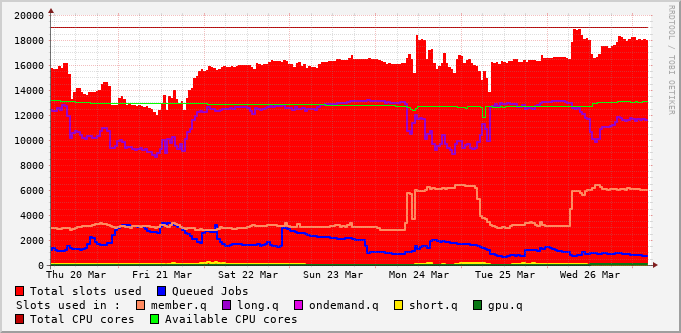 20000
18000
16000
14000
12000
10000
8000
6000
4000
2000
0
Thu 20 Mar Fri 21 Mar Sat 22 Mar Sun 23 Mar Mon 24 Mar Tue 25 Mar Wed 26 Mar
Total slots used Queued Jobs
Slots used in : member.q long.q ondemand.q short.q gpu.q
Total CPU cores Available CPU cores
RRDTOOL / TOBI OETIKER